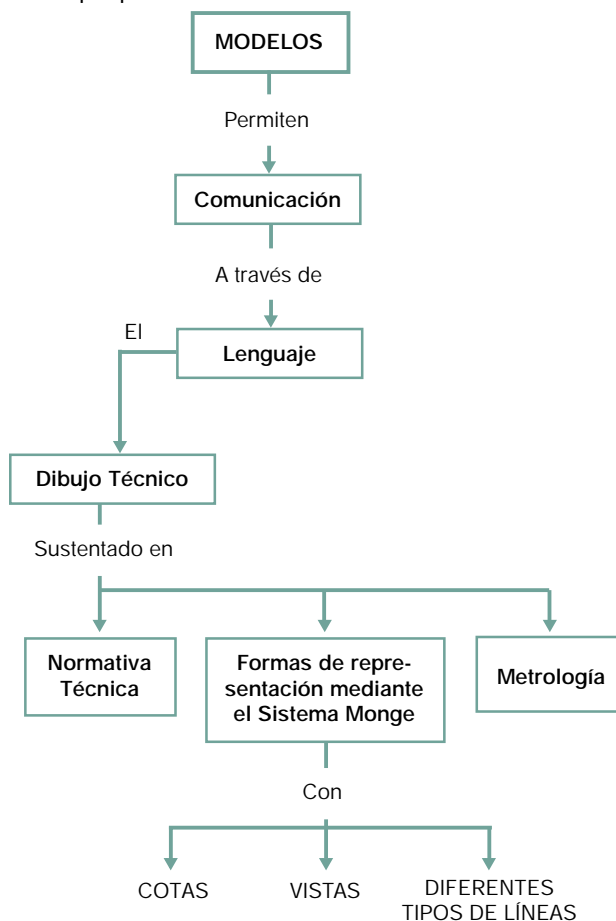 MODELOS
Permiten
Comunicación
A través de
El
Lenguaje
Dibujo Técnico
Sustentado en
Normativa
Técnica
Formas de repre-
sentación mediante
el Sistema Monge
Metrología
Con
COTAS
VISTAS
DIFERENTES
TIPOS DE LÍNEAS